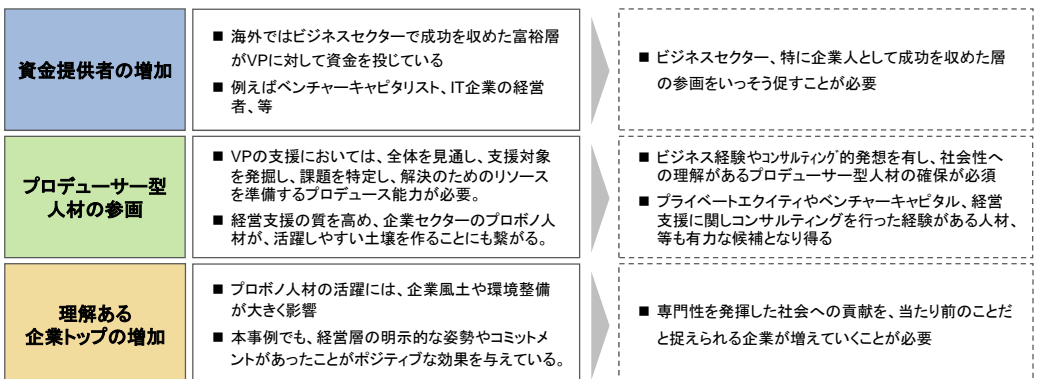 資金提供者の増加
■ 海外ではビジネスセクターで成功を収めた富裕層
がVPに対して資金を投じている
■ 例えばベンチャーキャピタリスト、IT企業の経営
者、等
■ ビジネスセクター、特に企業人として成功を収めた層
の参画をいっそう促すことが必要
プロデューサー型
人材の参画
■ VPの支援においては、全体を見通し、支援対象
を発掘し、課題を特定し、解決のためのリソース
を準備するプロデュース能力が必要。
■ 経営支援の質を高め、企業セクターのプロボノ人
材が、活躍しやすい土壌を作ることにも繋がる。
■ ビジネス経験やコンサルティング的発想を有し、社会性へ
の理解があるプロデューサー型人材の確保が必須
■ プライベートエクイティやベンチャーキャピタル、経営
支援に関しコンサルティングを行った経験がある人材、
等も有力な候補となり得る
理解ある
企業トップの増加
■ プロボノ人材の活躍には、企業風土や環境整備
が大きく影響
■ 本事例でも、経営層の明示的な姿勢やコミットメ
ントがあったことがポジティブな効果を与えている。
■ 専門性を発揮した社会への貢献を、当たり前のことだ
と捉えられる企業が増えていくことが必要